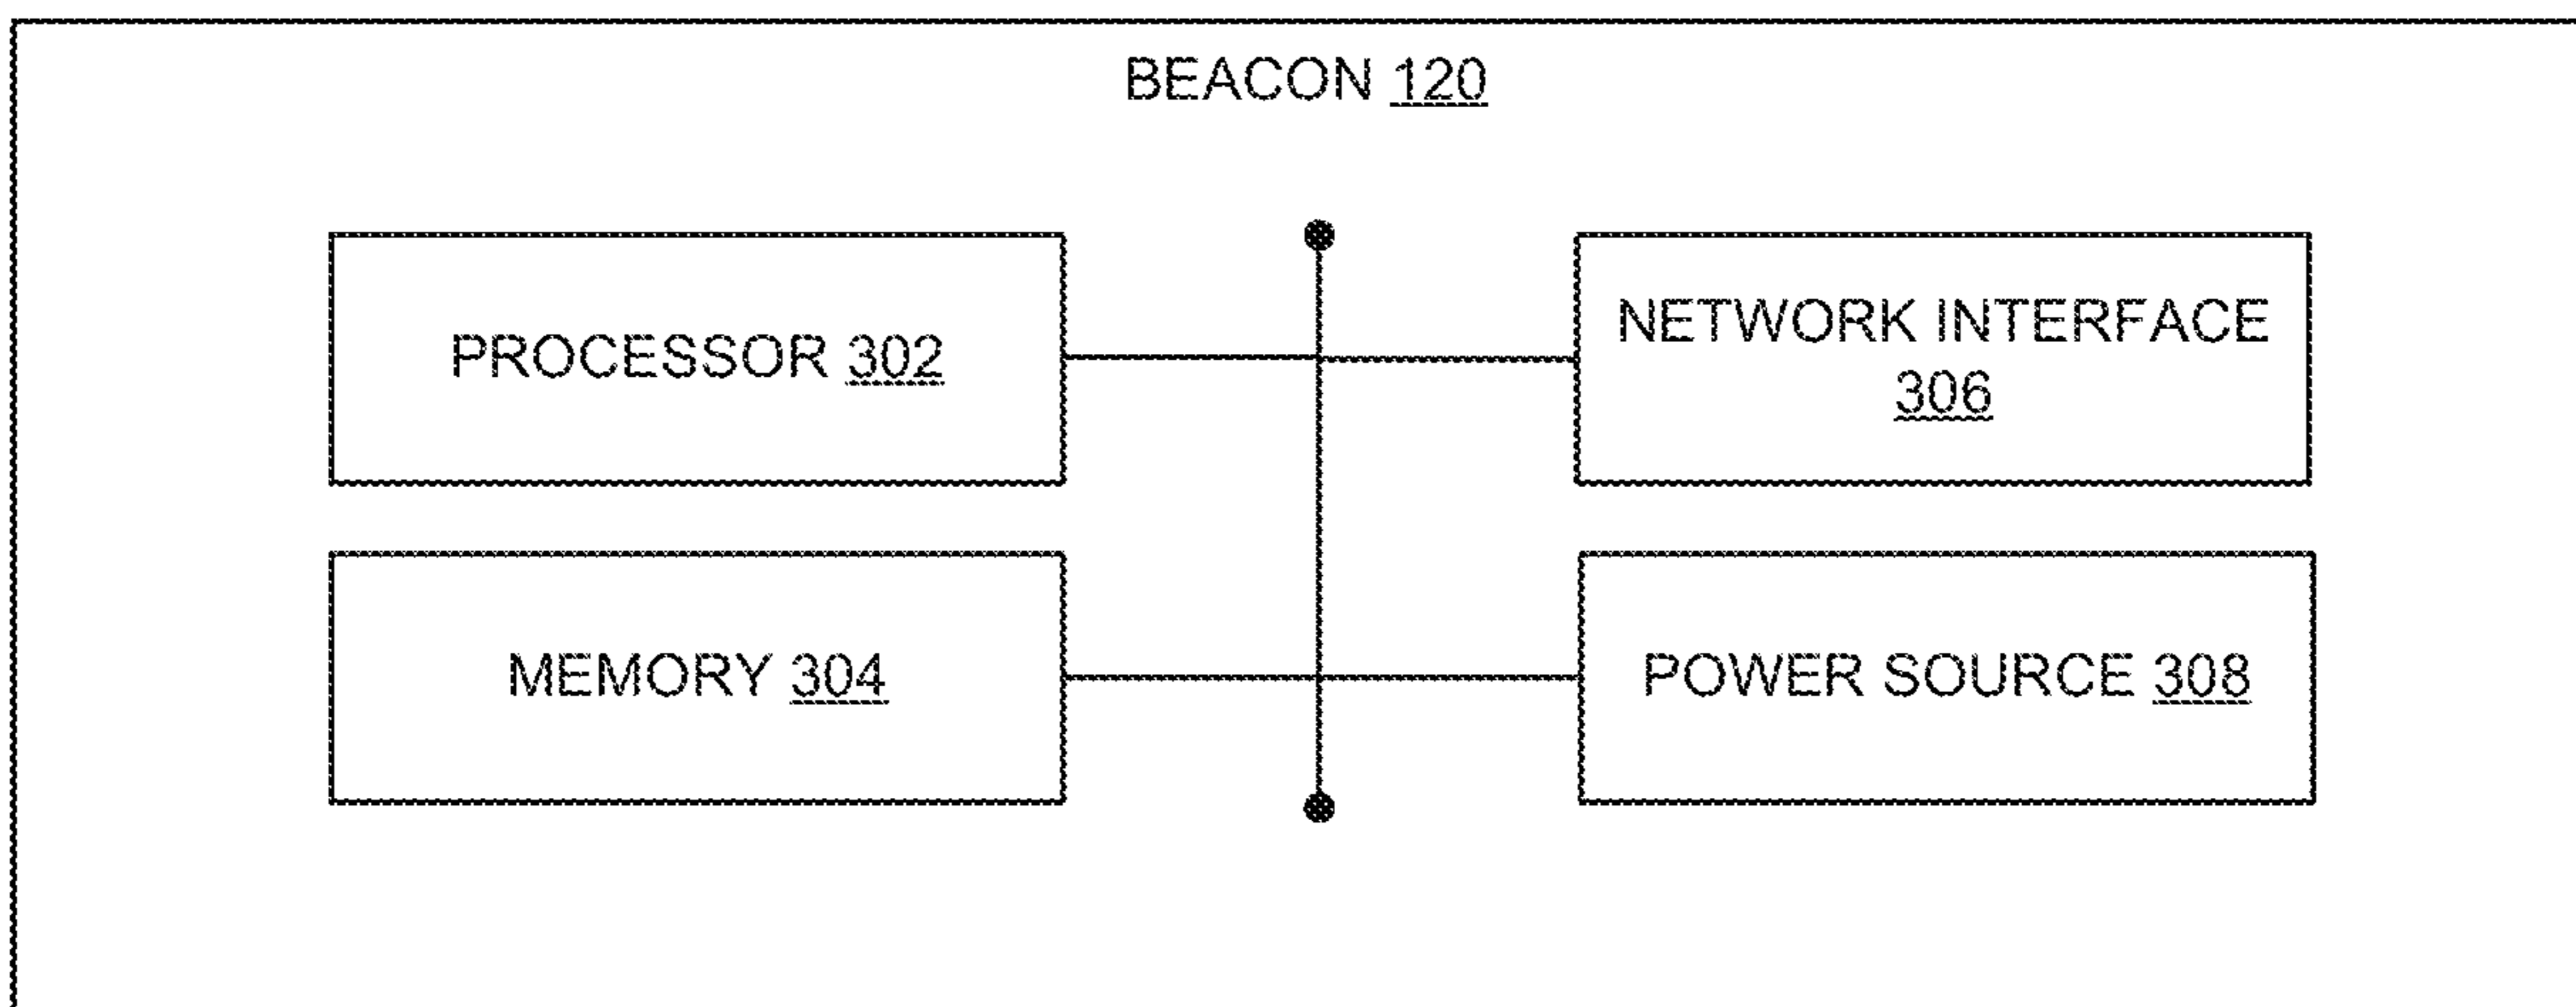 BEACON 120
PROCESSOR 302
NETWORK INTERFACE
306
MEMORY 304
POWER SOURCE 308